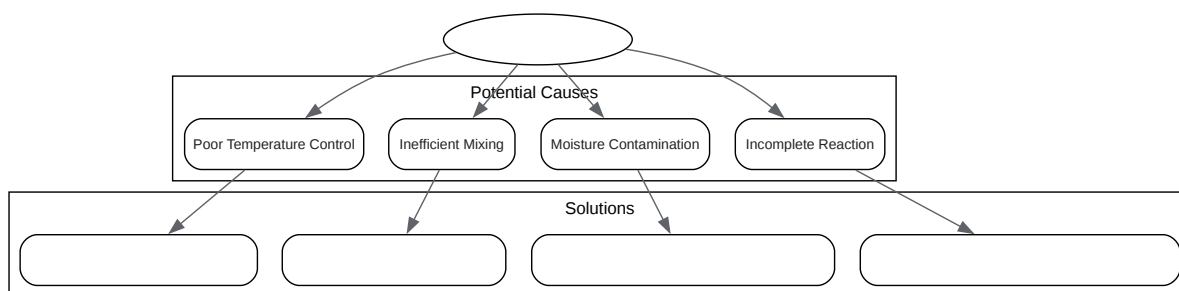 Potential Causes
Poor Temperature Control
Inefficient Mixing
Moisture Contamination
Incomplete Reaction
Solutions